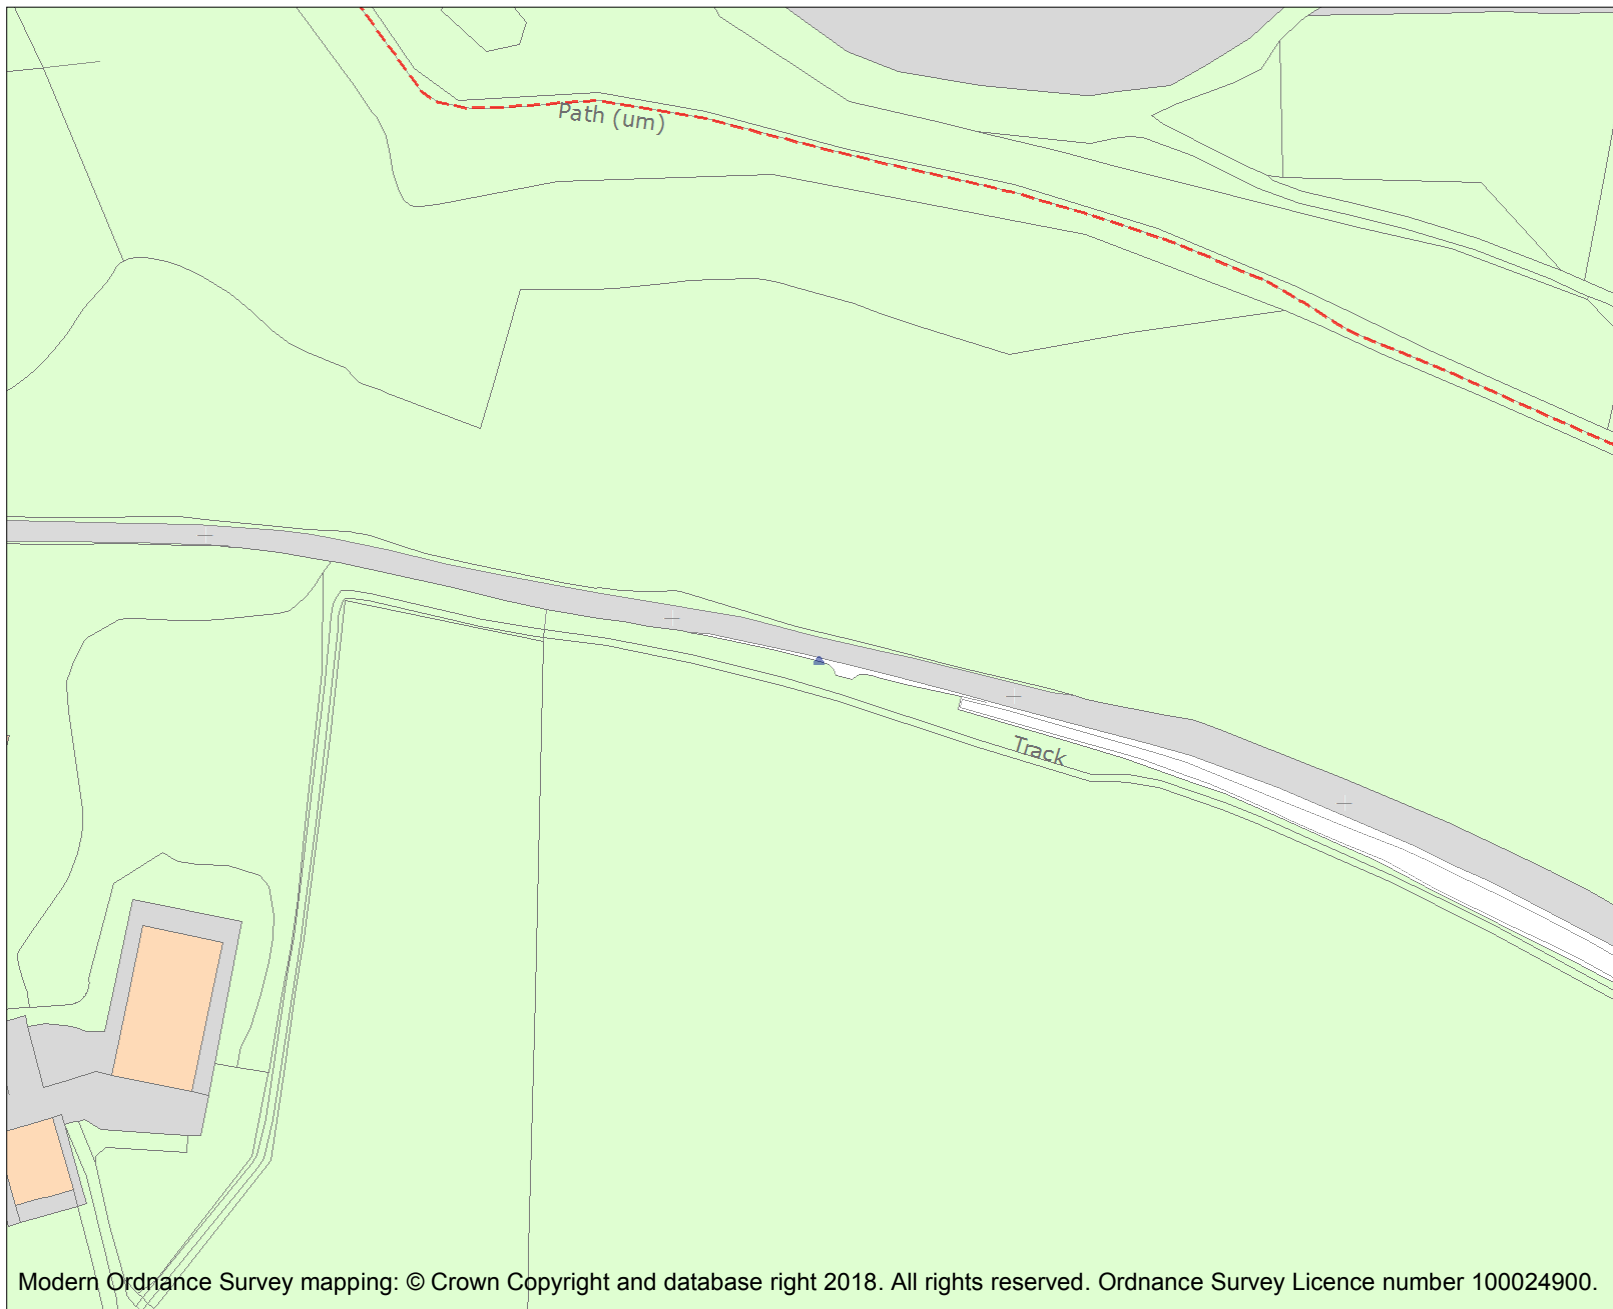 Path (um)
Track
Modern Ordnance Survey mapping: © Crown Copyright and database right 2018. All rights reserved. Ordnance Survey Licence number 100024900.